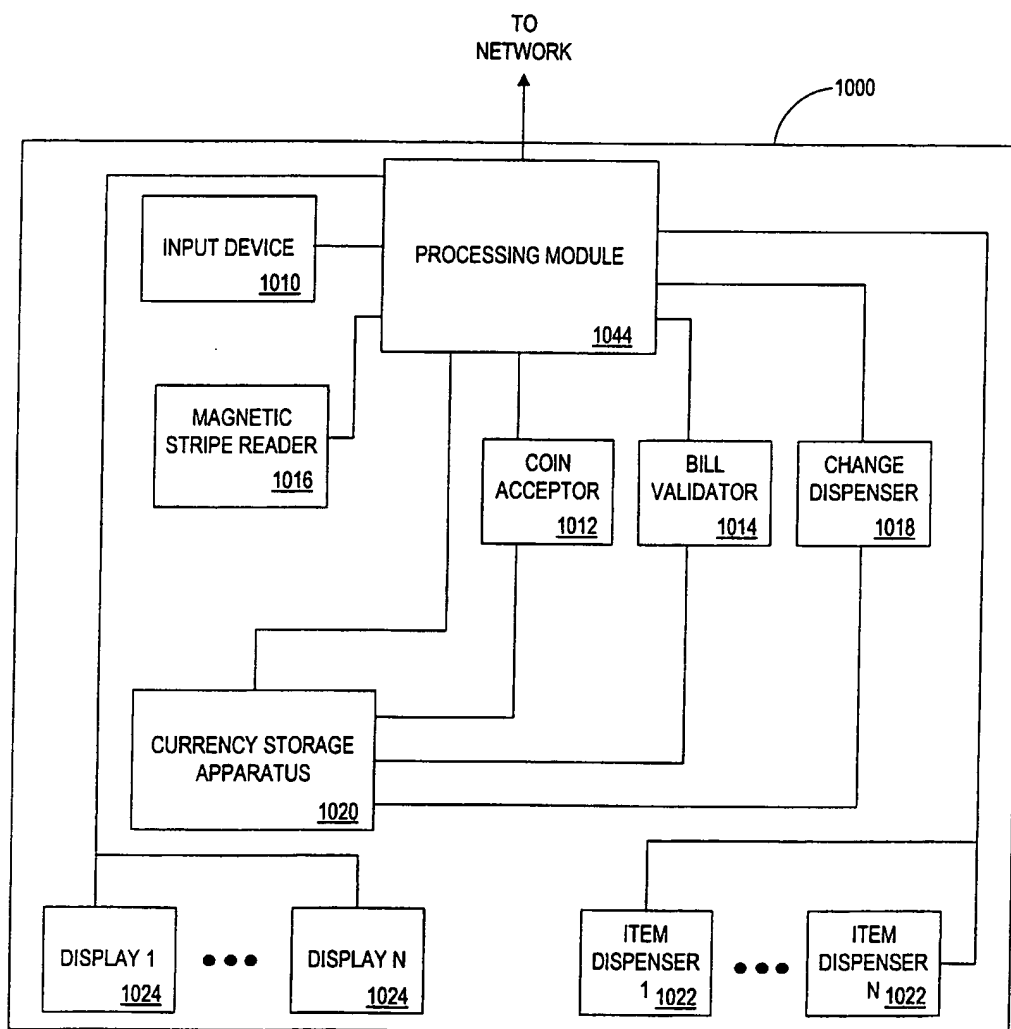 TO
NETWORK
1000
INPUT DEVICE
1010
PROCESSING MODULE
1044
MAGNETIC
STRIPE READER
1016
COIN
ACCEPTOR
1012
BILL
VALIDATOR
1014
CHANGE
DISPENSER
1018
CURRENCY STORAGE
APPARATUS
1020
DISPLAY 1
1024
DISPLAY N
1024
ITEM
DISPENSER
1 1022
ITEM
DISPENSER
N 1022